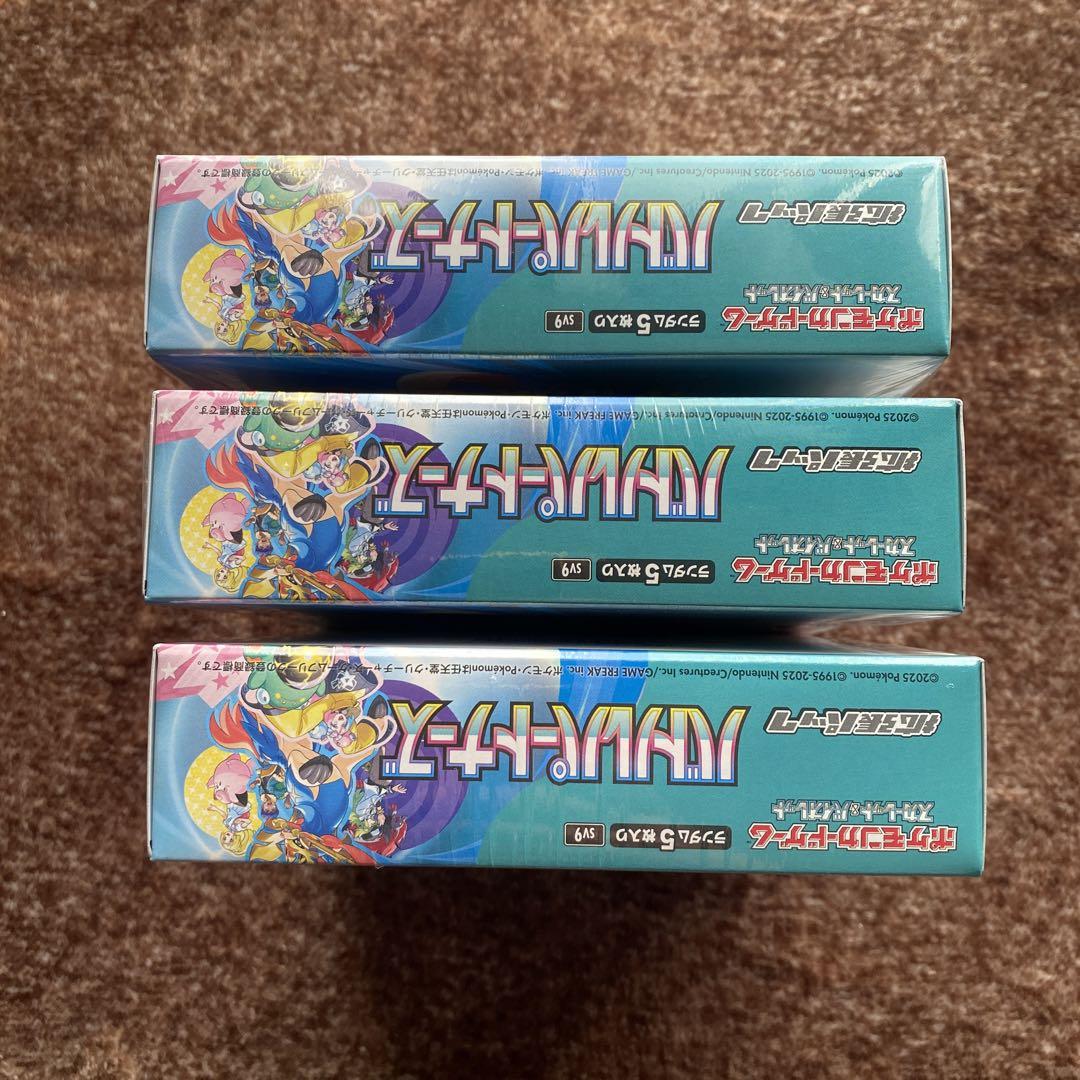 ポケモンカードゲーム
スカーレット&バイオレット
ランダム5枚入り
SV9
拡張パック
バトルパートナーズ
©2025 Pokémon. ©1995-2025 Nintendo/Creatures Inc./GAME FREAK inc. ポケモン・Pokémonは任天堂・クリーチャーズ・ゲームフリークの登録商標です。
ポケモンカードゲーム
スカーレット&バイオレット
ランダム5枚入り
SV9
拡張パック
バトルパートナーズ
©2025 Pokémon. ©1995-2025 Nintendo/Creatures Inc./GAME FREAK inc. ポケモン・Pokémonは任天堂・クリーチャーズ・ゲームフリークの登録商標です。
ポケモンカードゲーム
スカーレット&バイオレット
ランダム5枚入り
SV9
拡張パック
バトルパートナーズ
©2025 Pokémon. ©1995-2025 Nintendo/Creatures Inc./GAME FREAK inc. ポケモン・Pokémonは任天堂・クリーチャーズ・ゲームフリークの登録商標です。